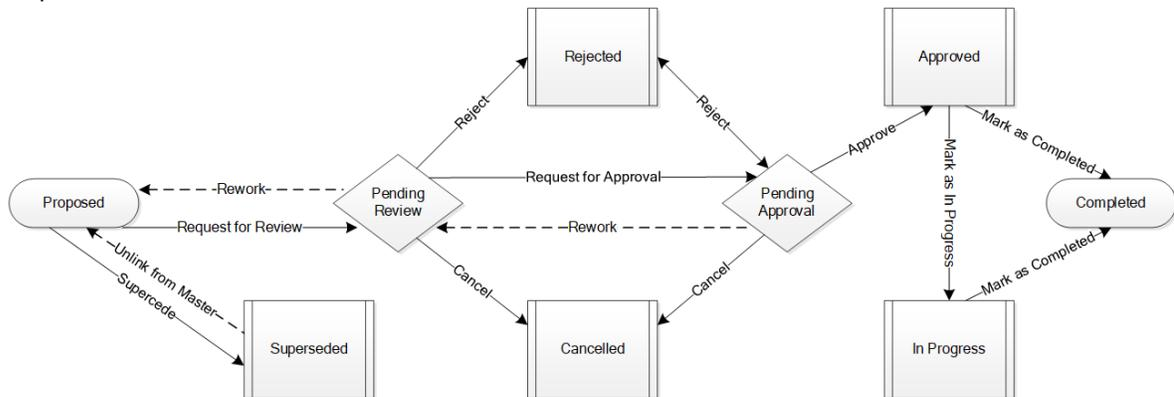 Rejected
Approved
Reject
Reject
Approve
Mark as Completed
Proposed
Rework
Request for Review
Pending
Review
Request for Approval
Rework
Pending
Approval
Mark as In Progress
Completed
Unlink from Master
Supercede
Cancel
Cancel
Mark as Completed
Superseded
Cancelled
In Progress